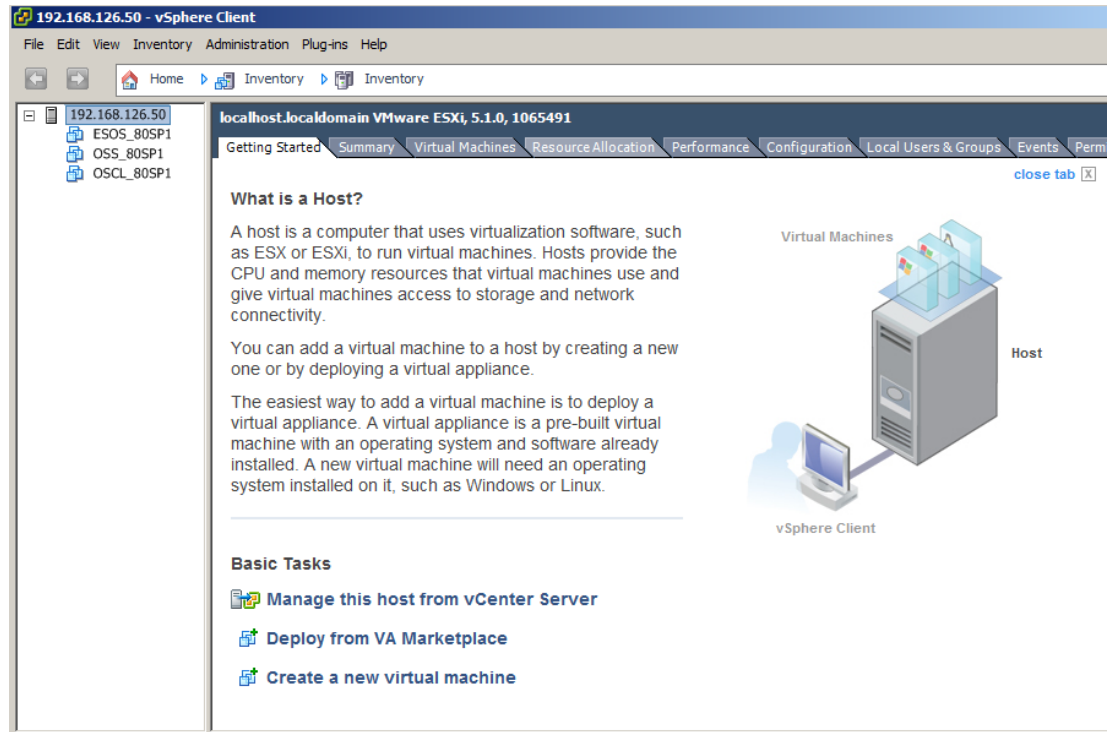 192.168.126.50 - vSphere Client
File Edit View Inventory Administration Plug-ins Help
Home Inventory Inventory
192.168.126.50
ESOS_80SP1
OSS_80SP1
OSCL_80SP1
localhost.localdomain VMware ESXi, 5.1.0, 1065491
Getting Started Summary Virtual Machines Resource Allocation Performance Configuration Local Users & Groups Events Perm
close tab X
What is a Host?
A host is a computer that uses virtualization software, such
as ESX or ESXi, to run virtual machines. Hosts provide the
CPU and memory resources that virtual machines use and
give virtual machines access to storage and network
connectivity.
You can add a virtual machine to a host by creating a new
one or by deploying a virtual appliance.
The easiest way to add a virtual machine is to deploy a
virtual appliance. A virtual appliance is a pre-built virtual
machine with an operating system and software already
installed. A new virtual machine will need an operating
system installed on it, such as Windows or Linux.
Virtual Machines
Host
vSphere Client
Basic Tasks
Manage this host from vCenter Server
Deploy from VA Marketplace
Create a new virtual machine